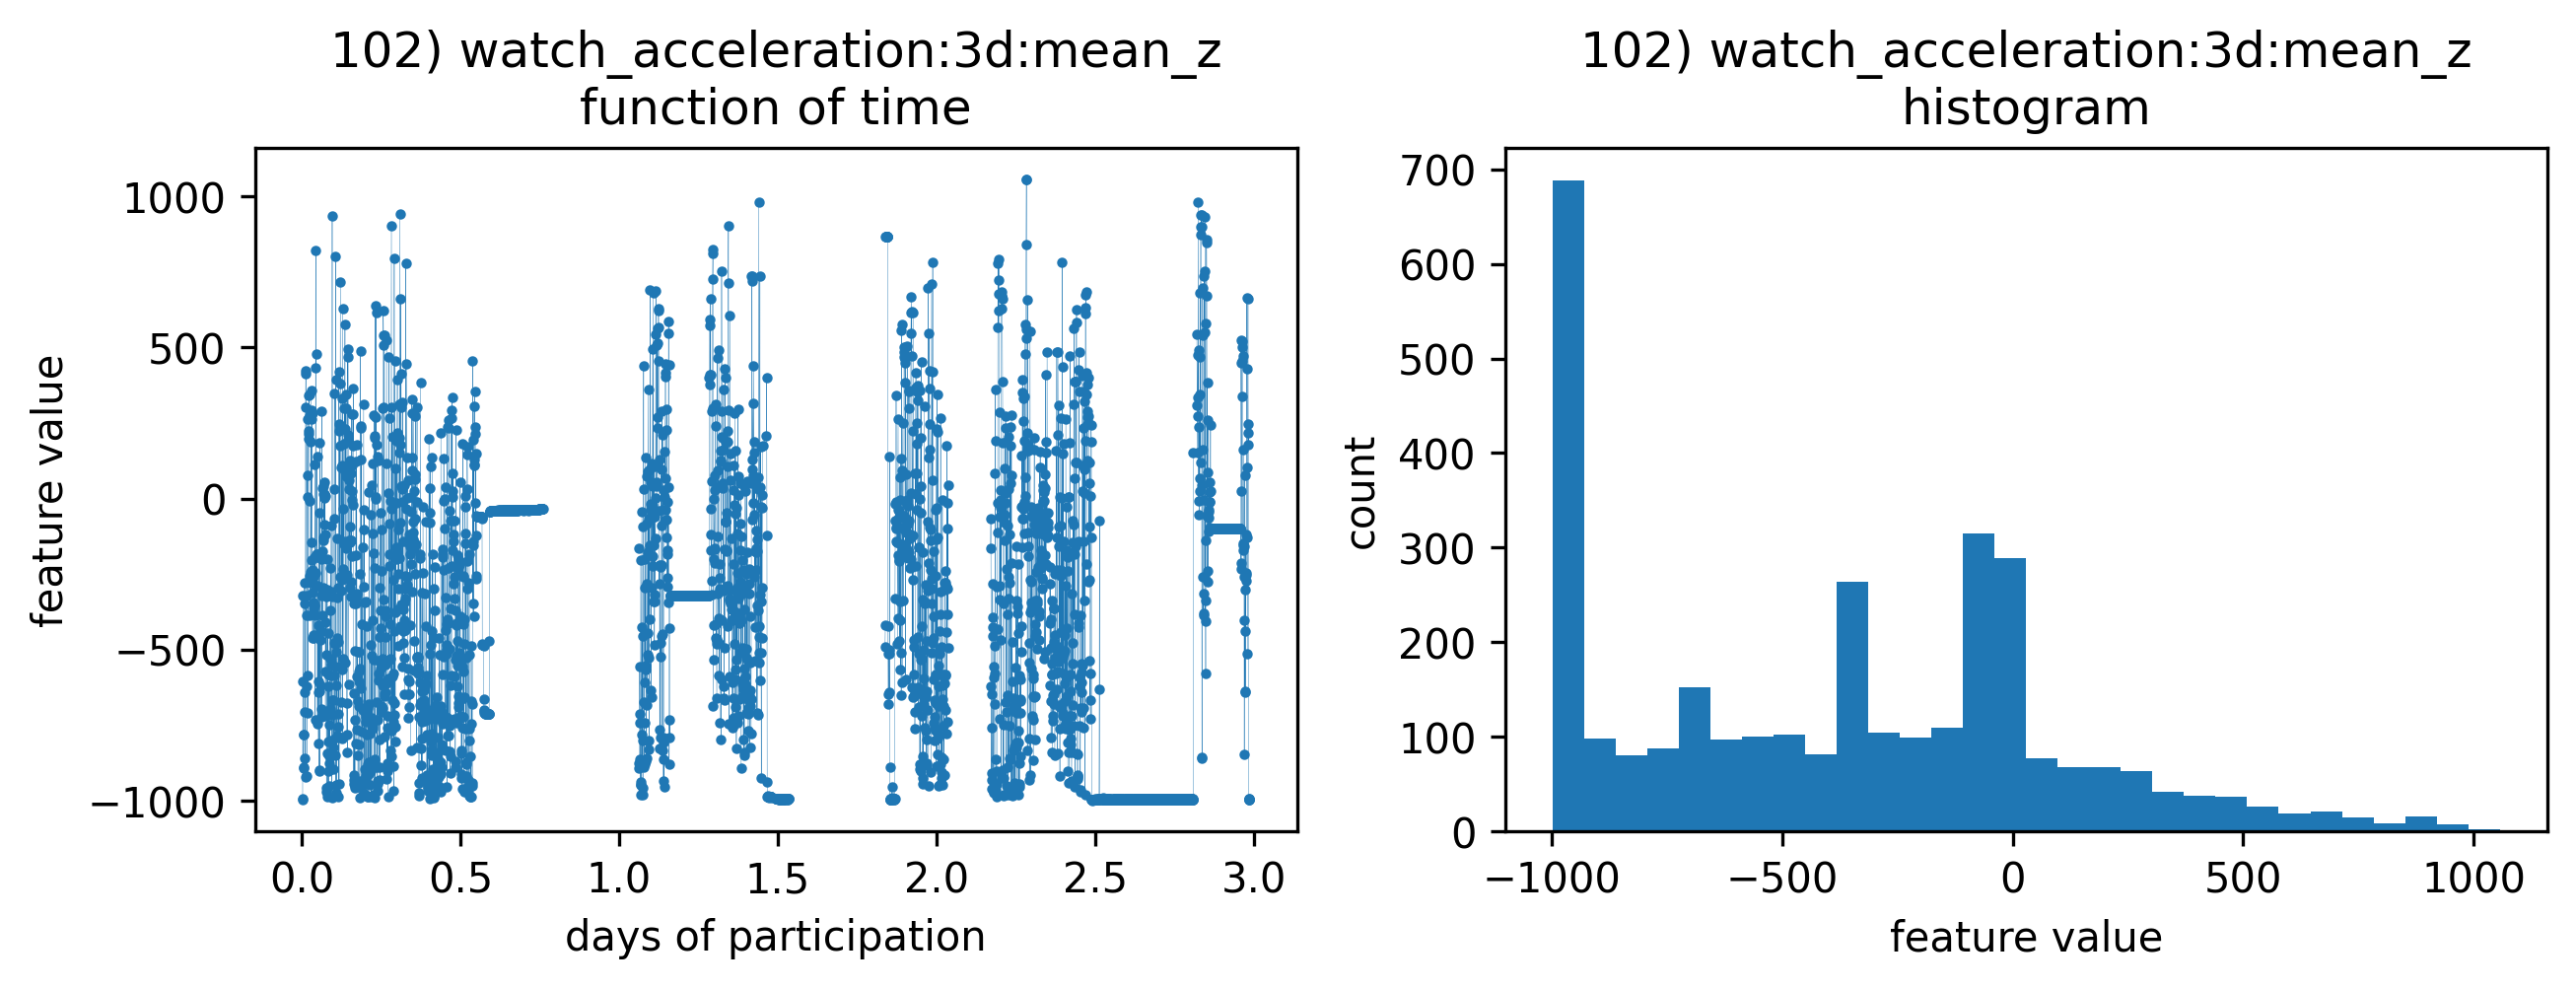 102) watch_acceleration:3d:mean_z
function of time
1000
500
0
−500
−1000
feature value
0.0 0.5 1.0 1.5 2.0 2.5 3.0
days of participation
102) watch_acceleration:3d:mean_z
histogram
700
600
500
400
300
200
100
0
count
−1000 −500 0 500 1000
feature value